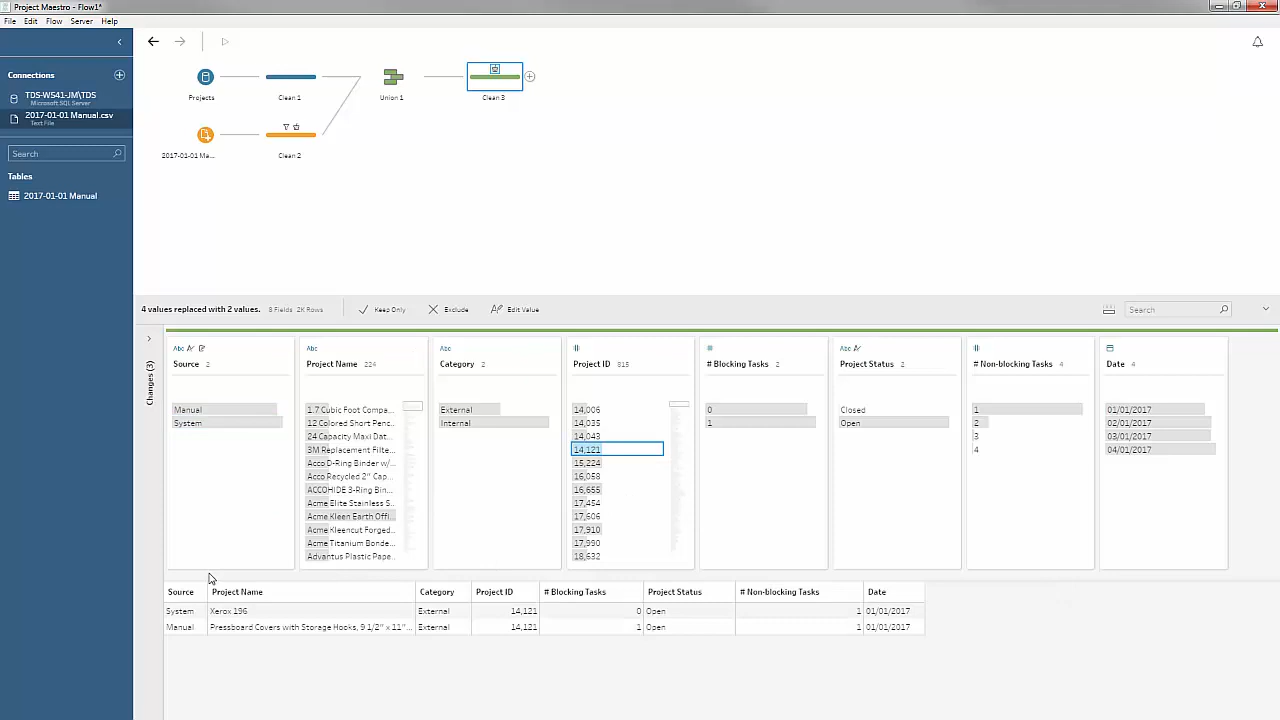 Project Maestro - Flow1*
File Edit Flow Server Help
Connections
TDS-W541-JM\TDS
Microsoft SQL Server
2017-01-01 Manual.csv
Text File
Search
Tables
2017-01-01 Manual
Projects
Clean 1
Union 1
Clean 3
2017-01-01 Ma...
Clean 2
4 values replaced with 2 values. 8 Fields 2K Rows Keep Only Exclude Edit Value Search
Changes (3)
Abc
Source 2
Manual
System
Abc
Project Name 224
1.7 Cubic Foot Compa...
12 Colored Short Penc...
24 Capacity Maxi Dat...
3M Replacement Filte...
Acco D-Ring Binder w/...
Acco Recycled 2" Cap...
ACCOHIDE 3-Ring Bin...
Acme Elite Stainless S...
Acme Kleen Earth Offi...
Acme Kleencut Forged...
Acme Titanium Bonde...
Advantus Plastic Pape...
Abc
Category 2
External
Internal
Project ID 815
14,006
14,035
14,043
14,121
15,224
16,058
16,655
17,454
17,606
17,910
17,990
18,632
# Blocking Tasks 2
0
1
Abc
Project Status 2
Closed
Open
# Non-blocking Tasks 4
1
2
3
4
Date 4
01/01/2017
02/01/2017
03/01/2017
04/01/2017
Source Project Name Category Project ID # Blocking Tasks Project Status # Non-blocking Tasks Date
System Xerox 196 External 14,121 0 Open 1 01/01/2017
Manual Pressboard Covers with Storage Hooks, 9 1/2" x 11"... External 14,121 1 Open 1 01/01/2017